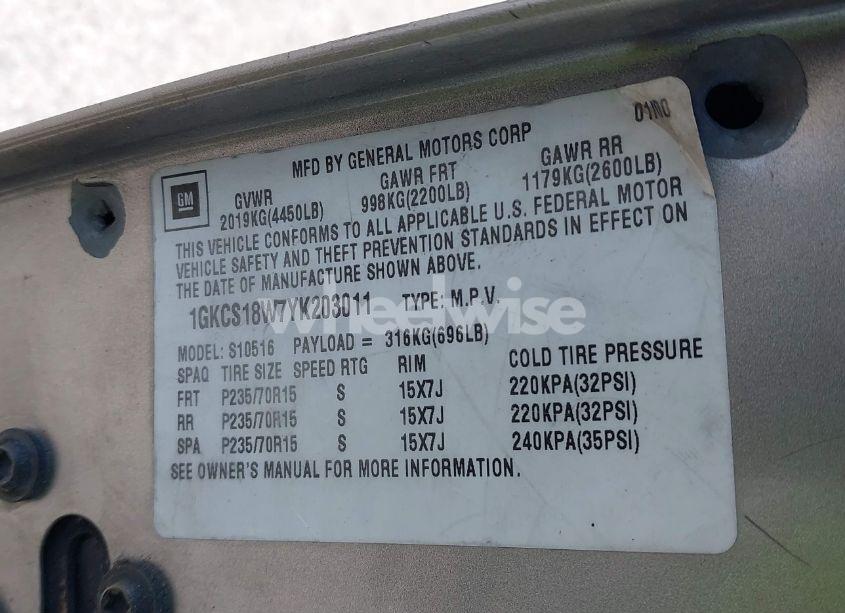 01M0
MFD BY GENERAL MOTORS CORP
GM
GVWR GAWR FRT GAWR RR
2019KG(4450LB) 998KG(2200LB) 1179KG(2600LB)
THIS VEHICLE CONFORMS TO ALL APPLICABLE U.S. FEDERAL MOTOR
VEHICLE SAFETY AND THEFT PREVENTION STANDARDS IN EFFECT ON
THE DATE OF MANUFACTURE SHOWN ABOVE.
1GKCS18W7YK203011 TYPE: M.P.V.
wheelwise
MODEL: S10516 PAYLOAD = 316KG(696LB)
SPAQ TIRE SIZE SPEED RTG RIM COLD TIRE PRESSURE
FRT P235/70R15 S 15X7J 220KPA(32PSI)
RR P235/70R15 S 15X7J 220KPA(32PSI)
SPA P235/70R15 S 15X7J 240KPA(35PSI)
SEE OWNER'S MANUAL FOR MORE INFORMATION.